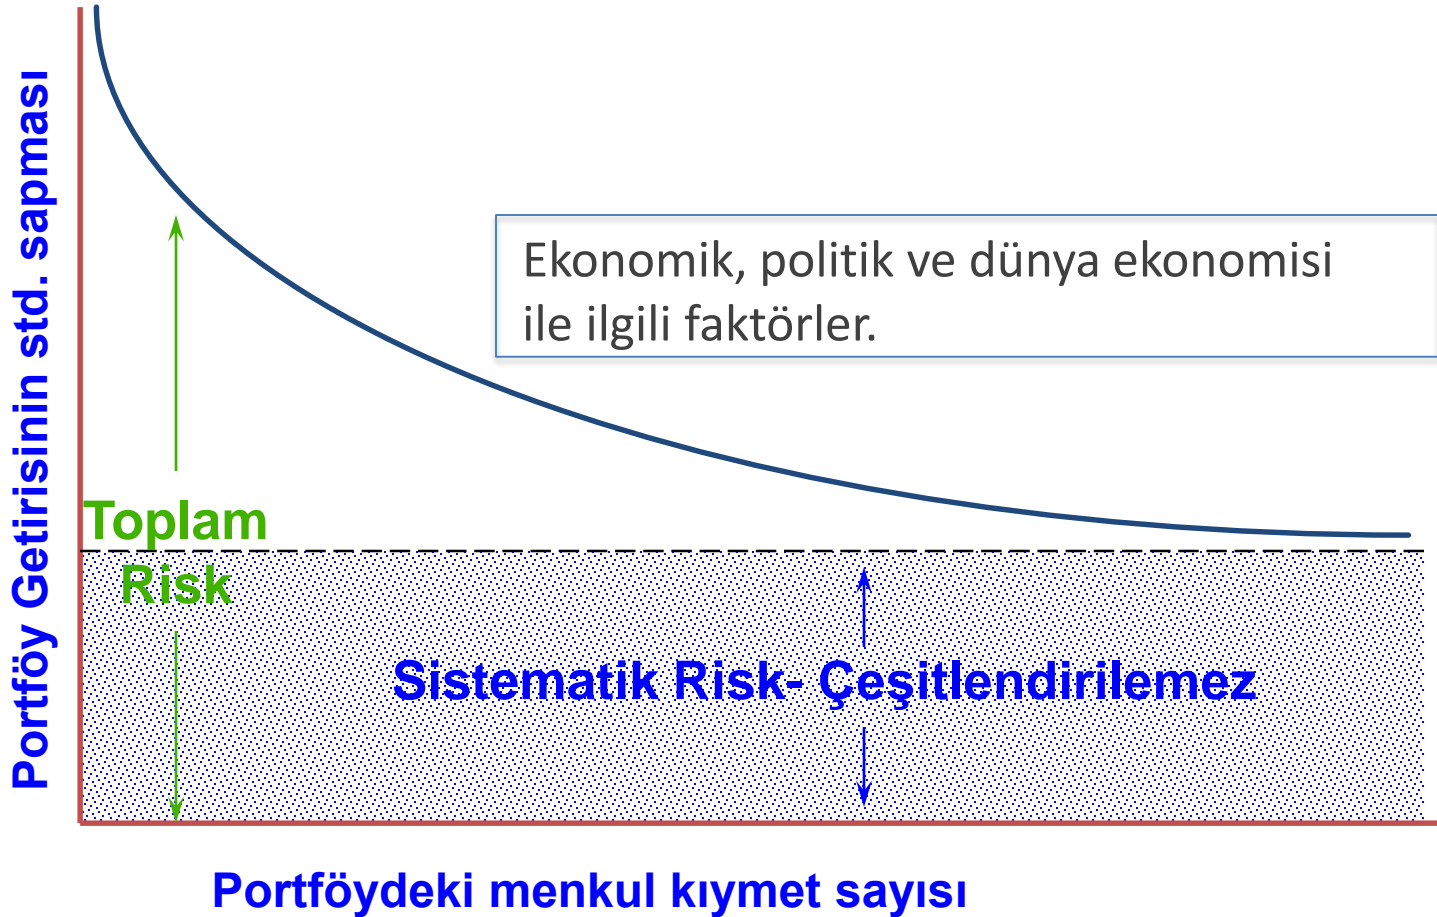 Portföy Getirisinin std. sapması
Ekonomik, politik ve dünya ekonomisi
ile ilgili faktörler.
Toplam
Risk
Sistematik Risk- Çeşitlendirilemez
Portföydeki menkul kıymet sayısı